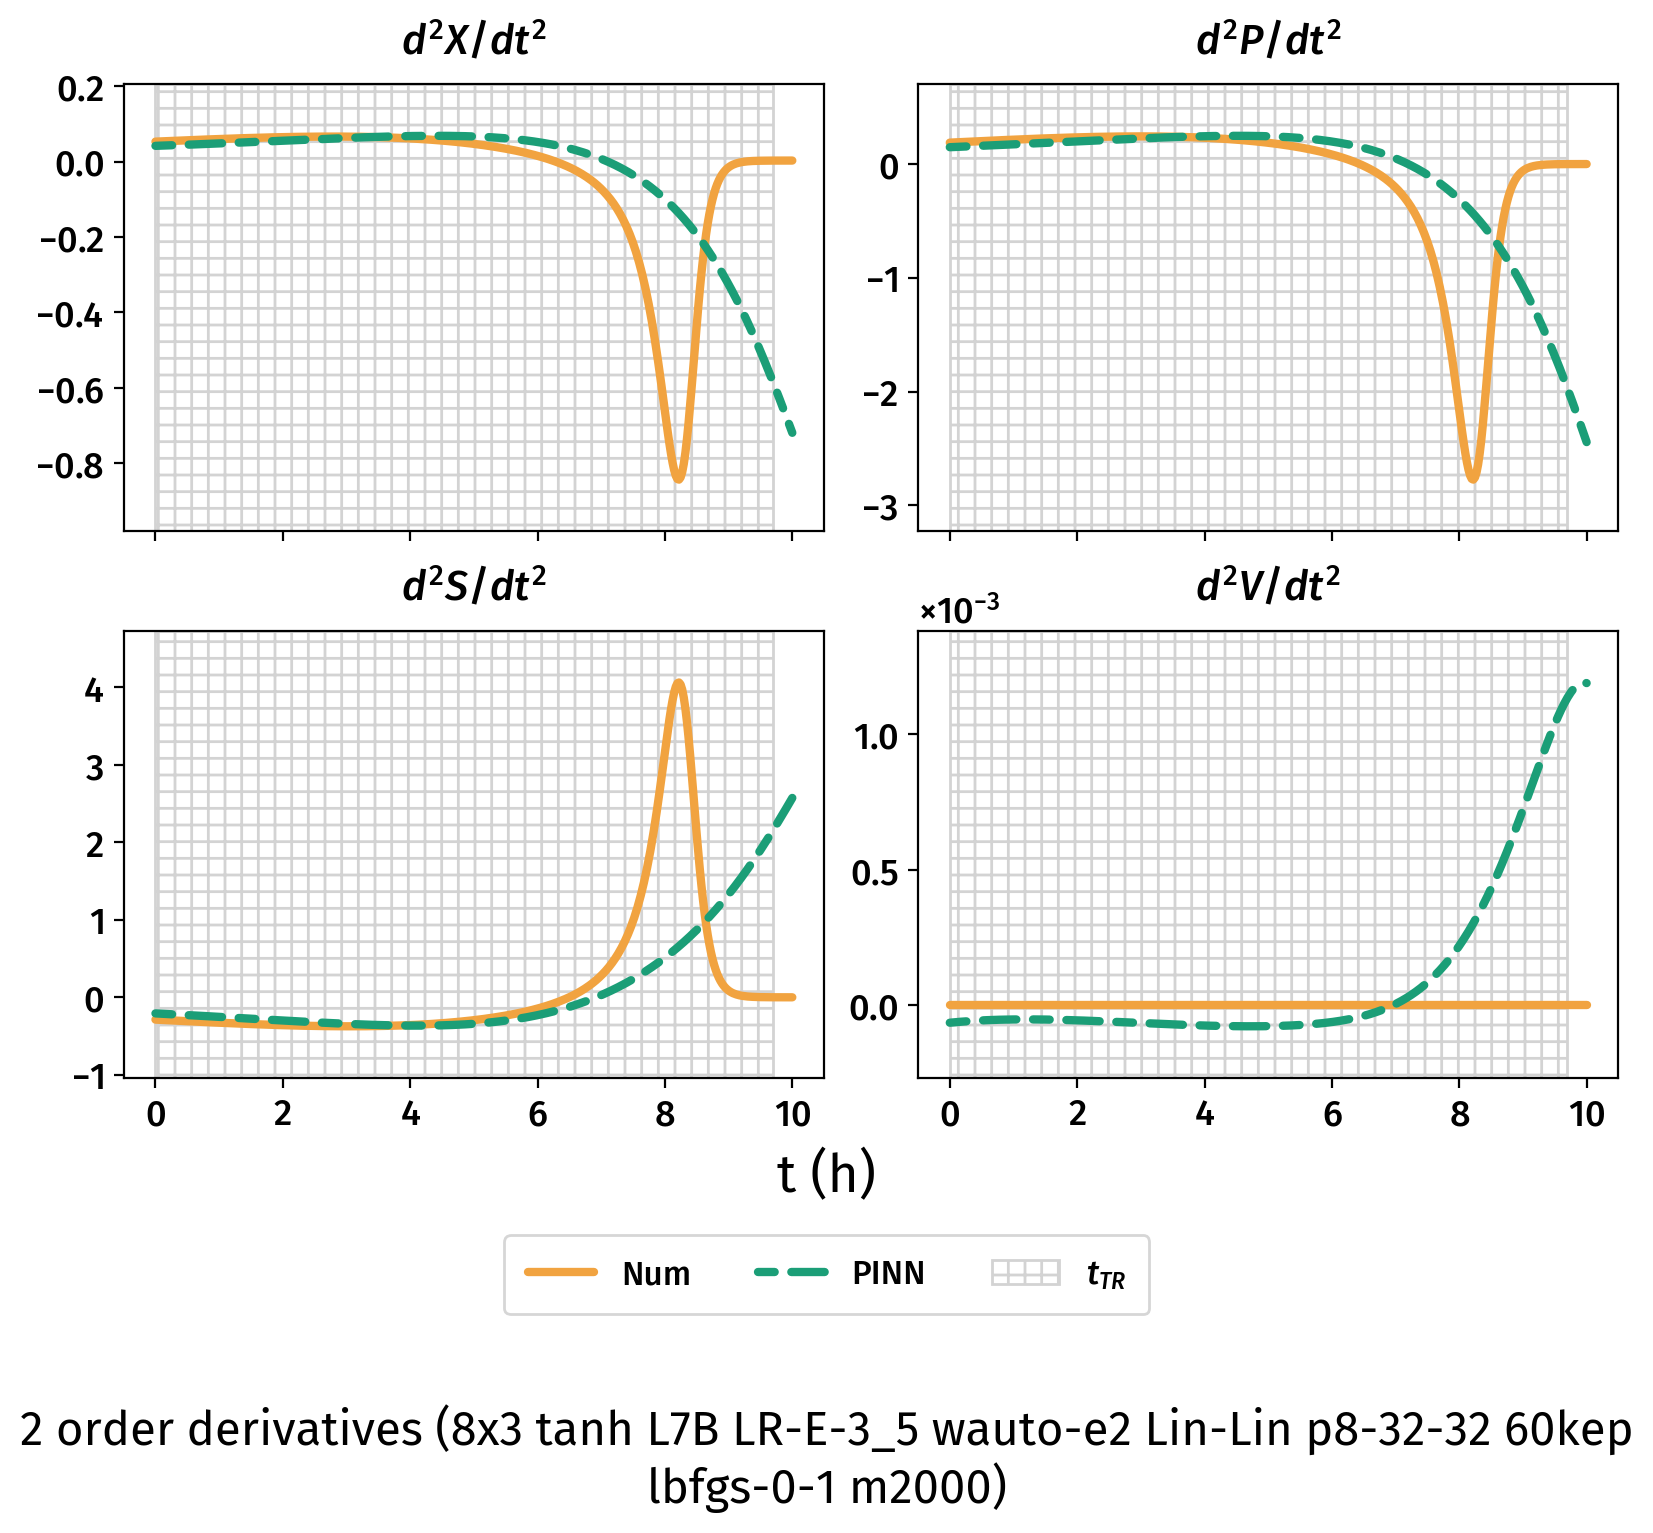 d²X/dt²
d²P/dt²
0.2
0.0
−0.2
−0.4
−0.6
−0.8
0
−1
−2
−3
d²S/dt²
d²V/dt²
×10⁻³
4
3
2
1
0
−1
1.0
0.5
0.0
0 2 4 6 8 10
0 2 4 6 8 10
t (h)
Num PINN t_TR
2 order derivatives (8x3 tanh L7B LR-E-3_5 wauto-e2 Lin-Lin p8-32-32 60kep
lbfgs-0-1 m2000)